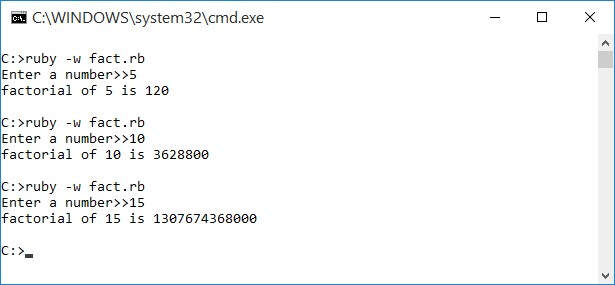 C:\WINDOWS\system32\cmd.exe
C:>ruby -w fact.rb
Enter a number>>5
factorial of 5 is 120
C:>ruby -w fact.rb
Enter a number>>10
factorial of 10 is 3628800
C:>ruby -w fact.rb
Enter a number>>15
factorial of 15 is 1307674368000
C:>_